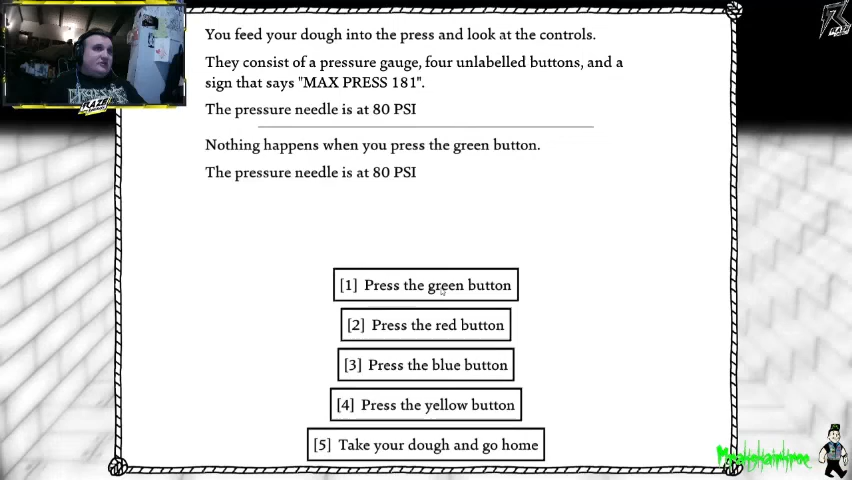 You feed your dough into the press and look at the controls.
They consist of a pressure gauge, four unlabelled buttons, and a
sign that says "MAX PRESS 181".
The pressure needle is at 80 PSI
Nothing happens when you press the green button.
The pressure needle is at 80 PSI
[1] Press the green button
[2] Press the red button
[3] Press the blue button
[4] Press the yellow button
[5] Take your dough and go home